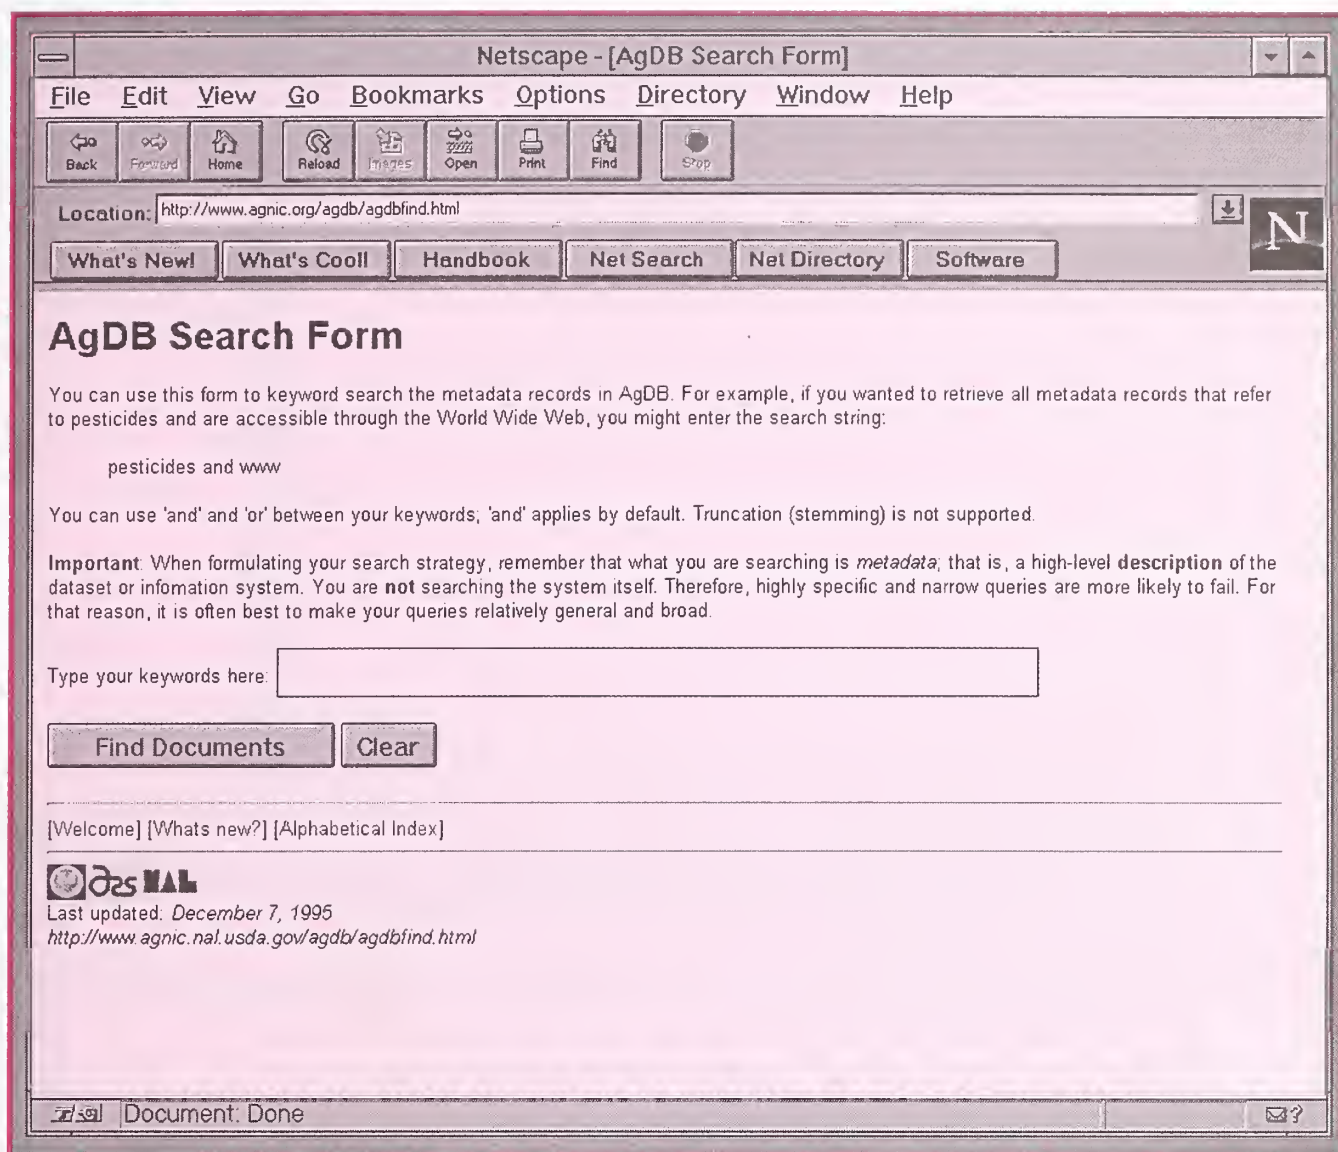 Netscape - [AgDB Search Form]
File Edit View Go Bookmarks Options Directory Window Help
Back Forward Home Reload Images Open Print Find Stop
Location: http://www.agnic.org/agdb/agdbfind.html
N
What's New! What's Cool! Handbook Net Search Net Directory Software
AgDB Search Form
You can use this form to keyword search the metadata records in AgDB. For example, if you wanted to retrieve all metadata records that refer
to pesticides and are accessible through the World Wide Web, you might enter the search string:
pesticides and www
You can use 'and' and 'or' between your keywords; 'and' applies by default. Truncation (stemming) is not supported.
Important: When formulating your search strategy, remember that what you are searching is metadata; that is, a high-level description of the
dataset or infomation system. You are not searching the system itself. Therefore, highly specific and narrow queries are more likely to fail. For
that reason, it is often best to make your queries relatively general and broad.
Type your keywords here:
Find Documents Clear
[Welcome] [Whats new?] [Alphabetical Index]
NAL
Last updated: December 7, 1995
http://www.agnic.nal.usda.gov/agdb/agdbfind.html
Document: Done
?